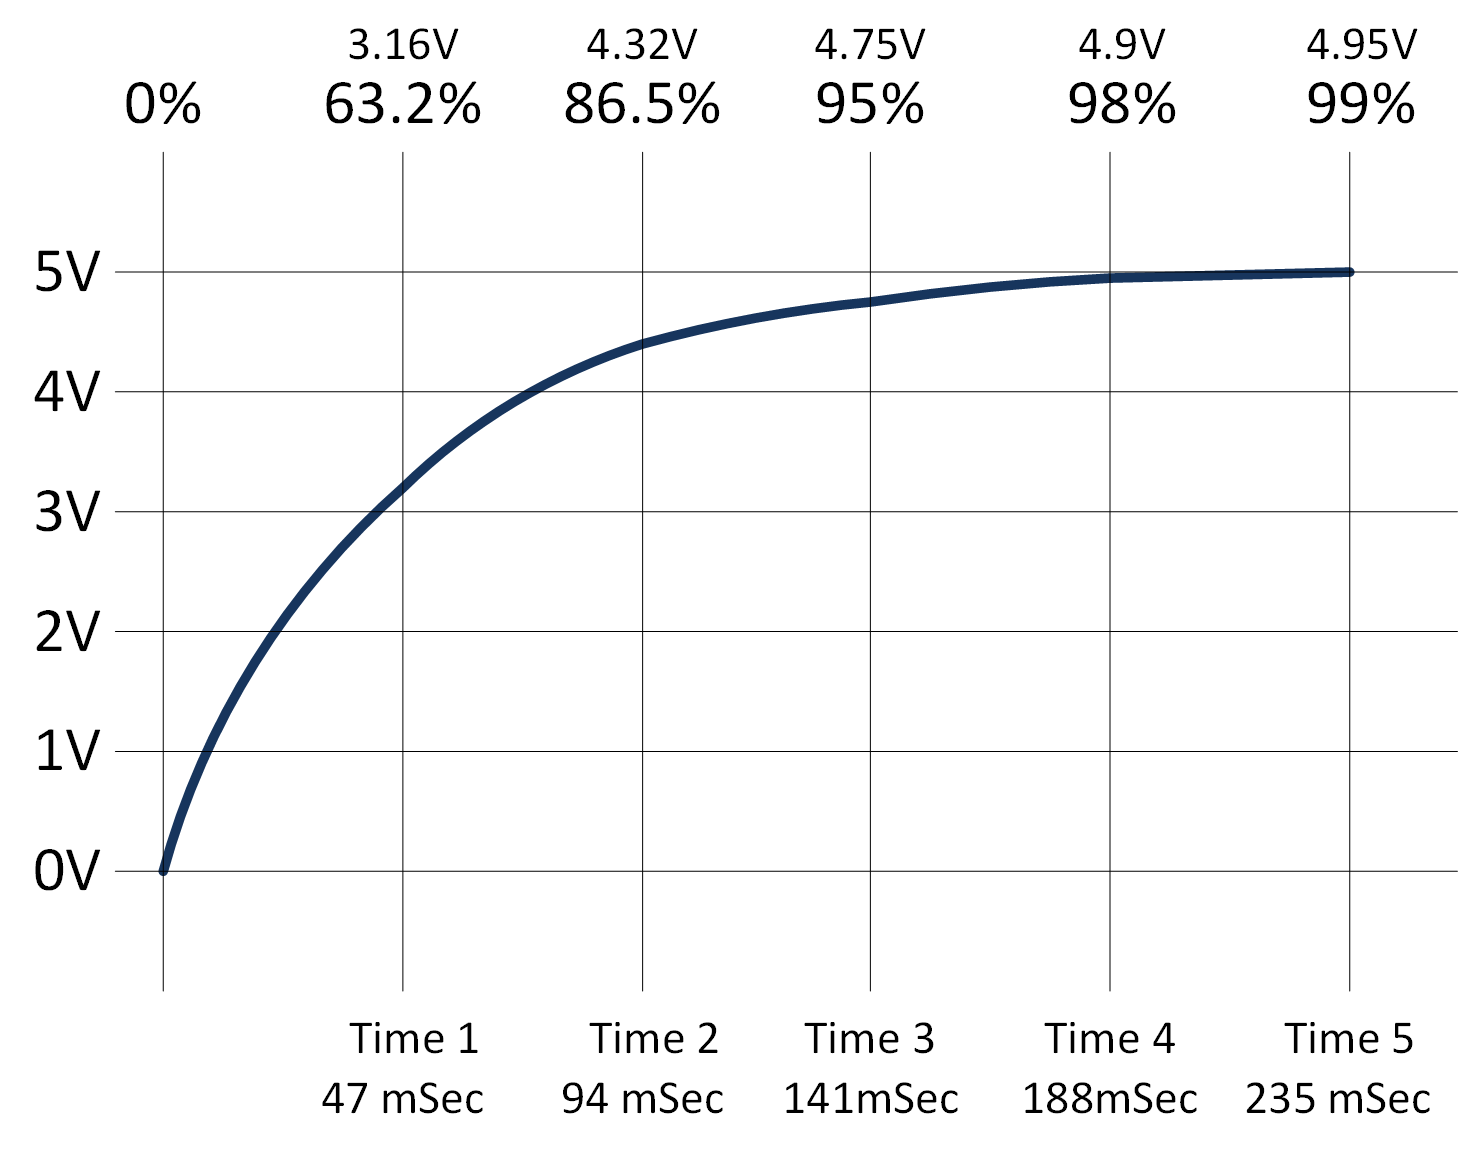 3.16V 4.32V 4.75V 4.9V 4.95V
0% 63.2% 86.5% 95% 98% 99%
5V
4V
3V
2V
1V
0V
Time 1 Time 2 Time 3 Time 4 Time 5
47 mSec 94 mSec 141mSec 188mSec 235 mSec